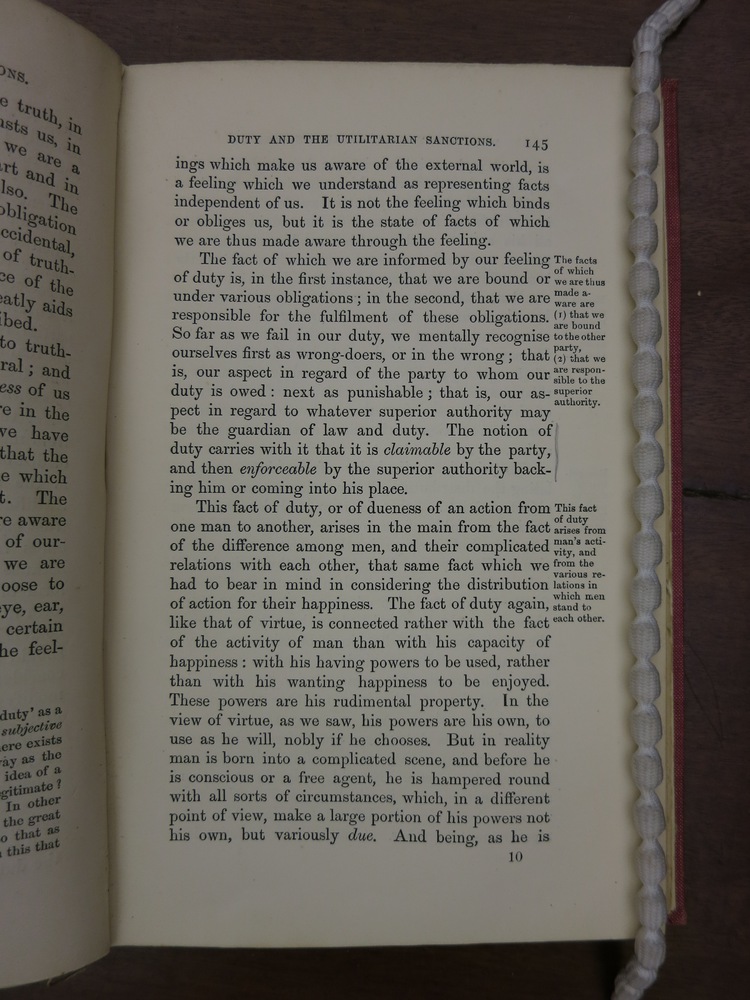 ONS.
e truth, in
sts us, in
we are a
rt and in
lso. The
obligation
ccidental,
of truth-
ce of the
eatly aids
ibed.
to truth-
ral ; and
ess of us
re in the
ve have
that the
e which
t. The
re aware
of our-
we are
oose to
eye, ear,
certain
he feel-
duty' as a
subjective
ere exists
way as the
idea of a
gitimate ?
In other
the great
o that as
this that
DUTY AND THE UTILITARIAN SANCTIONS. 145
ings which make us aware of the external world, is
a feeling which we understand as representing facts
independent of us. It is not the feeling which binds
or obliges us, but it is the state of facts of which
we are thus made aware through the feeling.
The fact of which we are informed by our feeling
of duty is, in the first instance, that we are bound or
under various obligations ; in the second, that we are
responsible for the fulfilment of these obligations.
So far as we fail in our duty, we mentally recognise
ourselves first as wrong-doers, or in the wrong ; that
is, our aspect in regard of the party to whom our
duty is owed : next as punishable ; that is, our as-
pect in regard to whatever superior authority may
be the guardian of law and duty. The notion of
duty carries with it that it is claimable by the party,
and then enforceable by the superior authority back-
ing him or coming into his place.
The facts
of which
we are thus
made a-
ware are
(1) that we
are bound
to the other
party,
(2) that we
are respon-
sible to the
superior
authority.
This fact of duty, or of dueness of an action from
one man to another, arises in the main from the fact
of the difference among men, and their complicated
relations with each other, that same fact which we
had to bear in mind in considering the distribution
of action for their happiness. The fact of duty again,
like that of virtue, is connected rather with the fact
of the activity of man than with his capacity of
happiness : with his having powers to be used, rather
than with his wanting happiness to be enjoyed.
These powers are his rudimental property. In the
view of virtue, as we saw, his powers are his own, to
use as he will, nobly if he chooses. But in reality
man is born into a complicated scene, and before he
is conscious or a free agent, he is hampered round
with all sorts of circumstances, which, in a different
point of view, make a large portion of his powers not
his own, but variously due. And being, as he is
This fact
of duty
arises from
man's acti-
vity, and
from the
various re-
lations in
which men
stand to
each other.
10